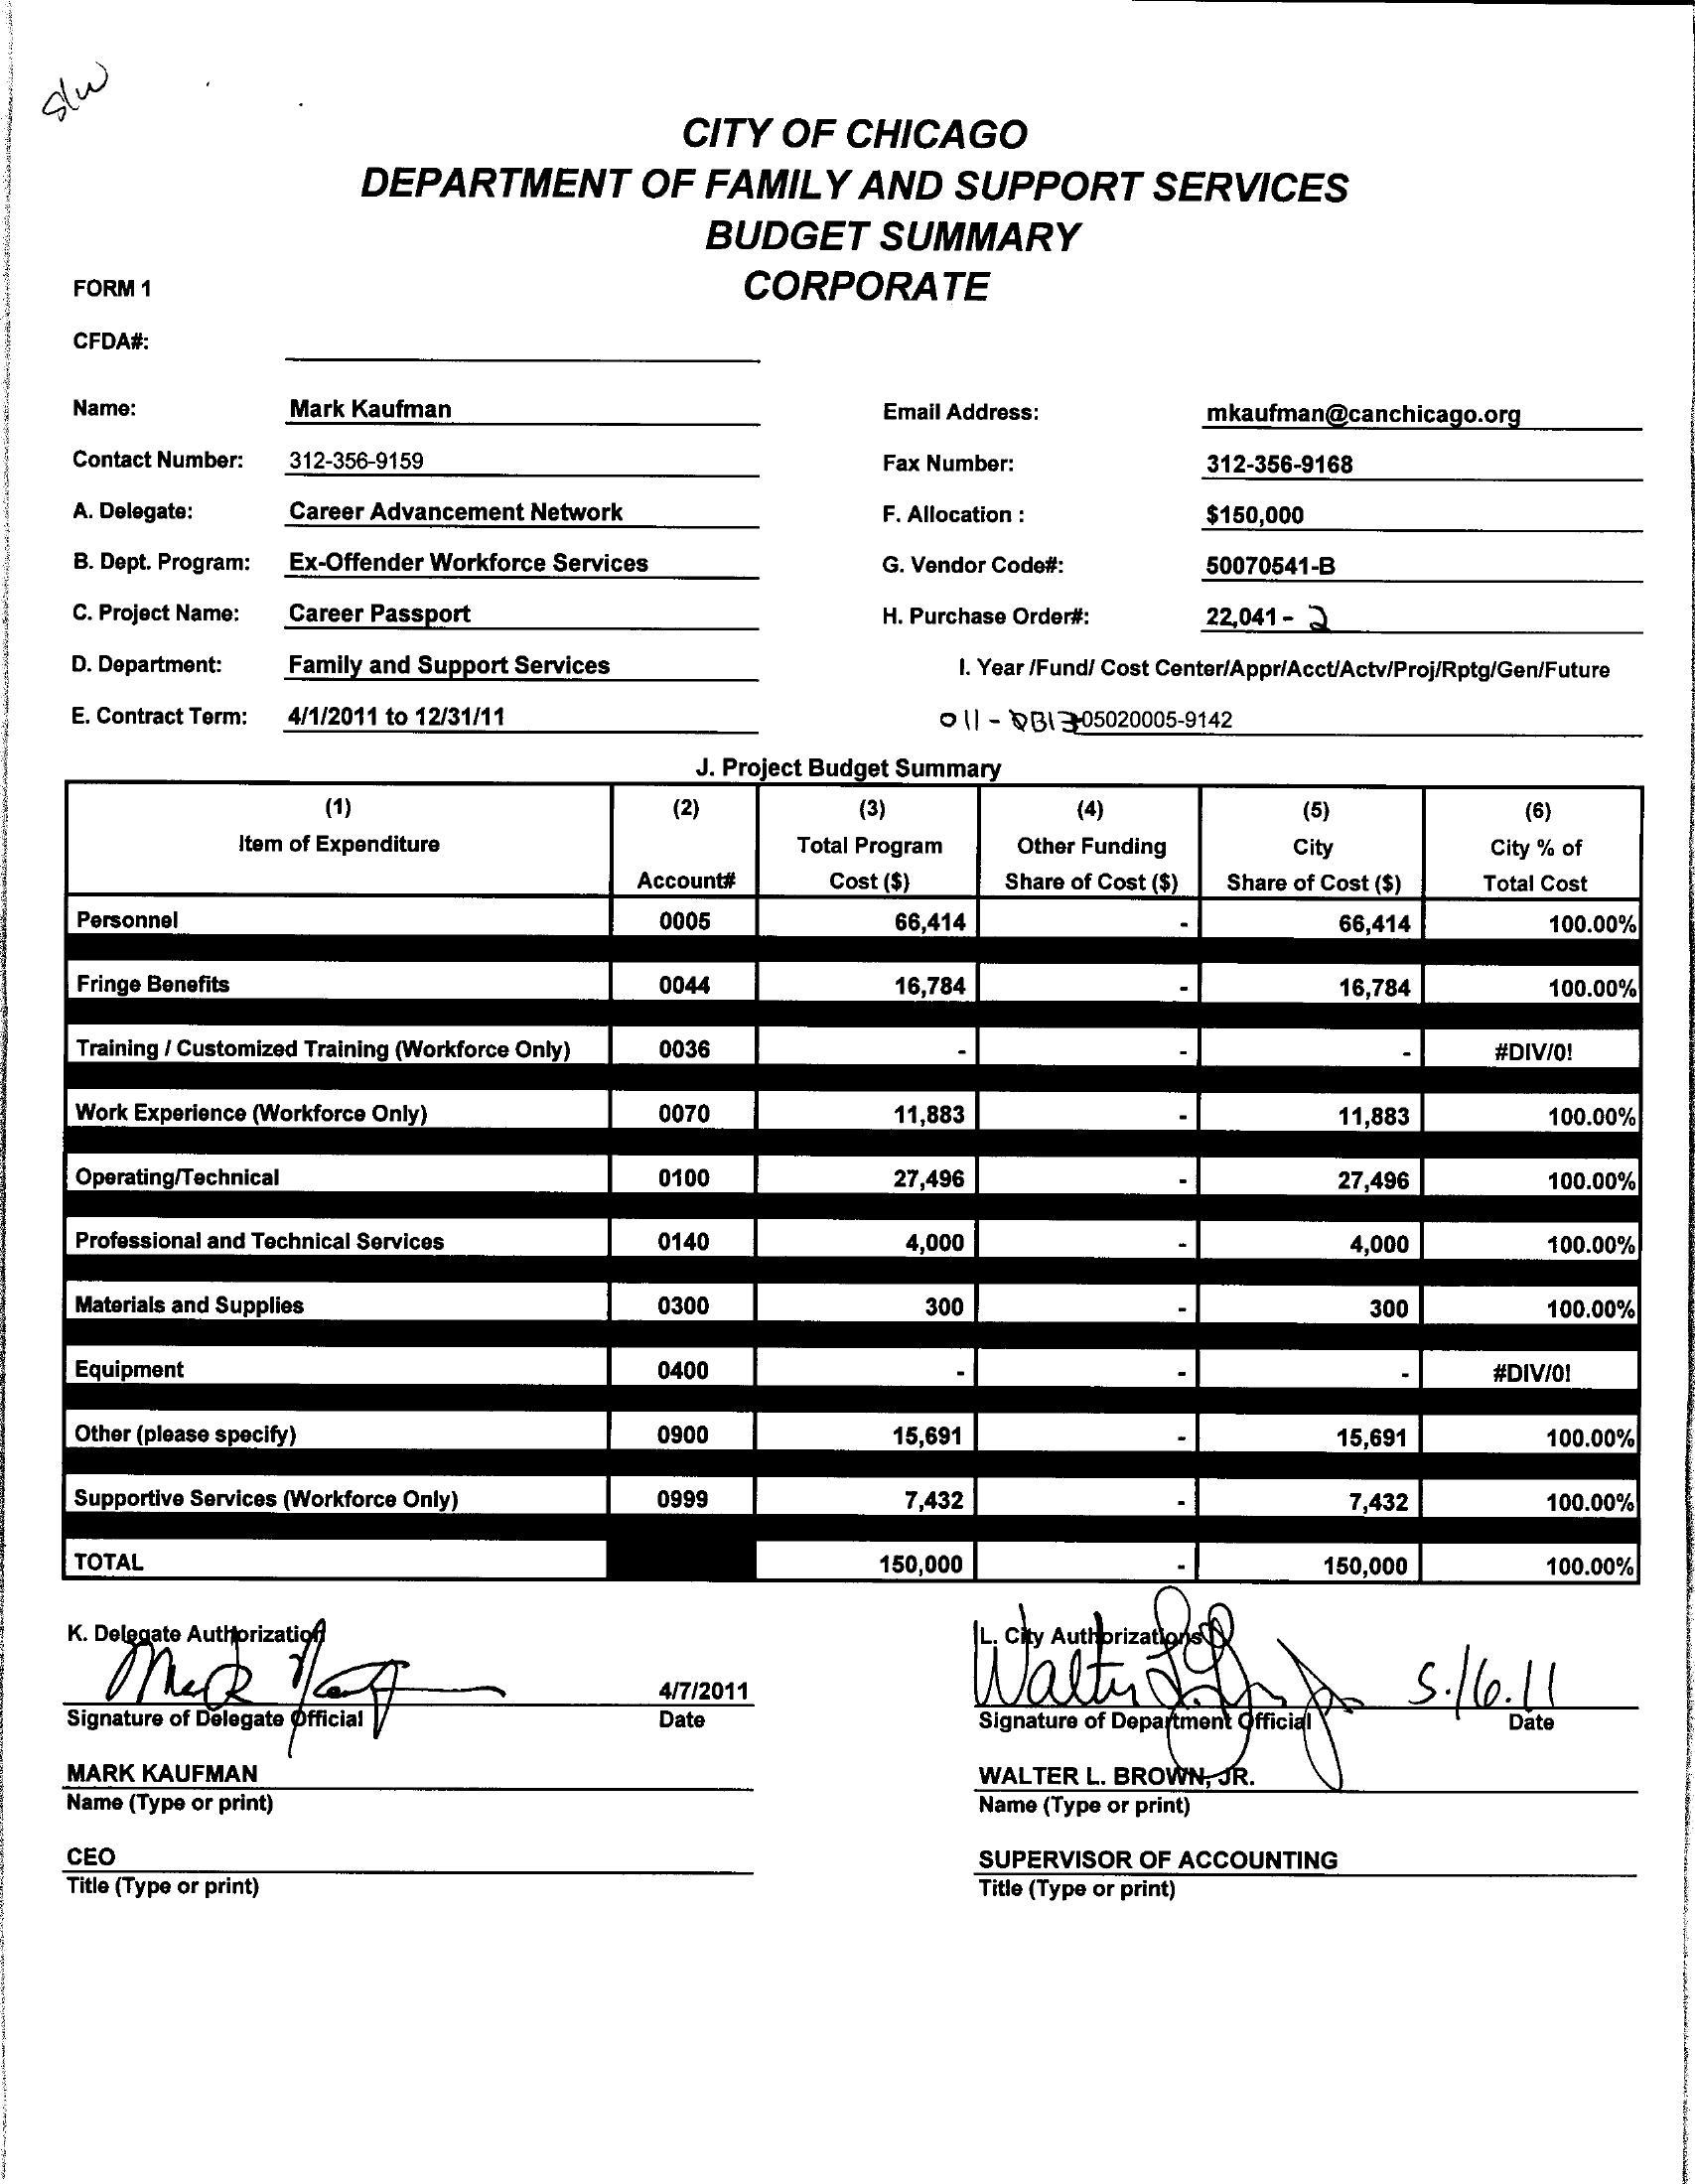 slw
CITY OF CHICAGO
DEPARTMENT OF FAMILY AND SUPPORT SERVICES
BUDGET SUMMARY
FORM 1 CORPORATE
CFDA#:
Name: Mark Kaufman Email Address: mkaufman@canchicago.org
Contact Number: 312-356-9159 Fax Number: 312-356-9168
A. Delegate: Career Advancement Network F. Allocation : $150,000
B. Dept. Program: Ex-Offender Workforce Services G. Vendor Code#: 50070541-B
C. Project Name: Career Passport H. Purchase Order#: 22,041 - 2
D. Department: Family and Support Services I. Year /Fund/ Cost Center/Appr/Acct/Actv/Proj/Rptg/Gen/Future
E. Contract Term: 4/1/2011 to 12/31/11 011 - 05020005-9142
J. Project Budget Summary
(1) (2) (3) (4) (5) (6)
Item of Expenditure Total Program Other Funding City City % of
Account# Cost ($) Share of Cost ($) Share of Cost ($) Total Cost
Personnel 0005 66,414 - 66,414 100.00%
Fringe Benefits 0044 16,784 - 16,784 100.00%
Training / Customized Training (Workforce Only) 0036 - - - #DIV/0!
Work Experience (Workforce Only) 0070 11,883 - 11,883 100.00%
Operating/Technical 0100 27,496 - 27,496 100.00%
Professional and Technical Services 0140 4,000 - 4,000 100.00%
Materials and Supplies 0300 300 - 300 100.00%
Equipment 0400 - - - #DIV/0!
Other (please specify) 0900 15,691 - 15,691 100.00%
Supportive Services (Workforce Only) 0999 7,432 - 7,432 100.00%
TOTAL 150,000 - 150,000 100.00%
K. Delegate Authorization L. City Authorizations
Mark Kaufman 4/7/2011 Walter L. Brown Jr 5.16.11
Signature of Delegate Official Date Signature of Department Official Date
MARK KAUFMAN WALTER L. BROWN, JR.
Name (Type or print) Name (Type or print)
CEO SUPERVISOR OF ACCOUNTING
Title (Type or print) Title (Type or print)